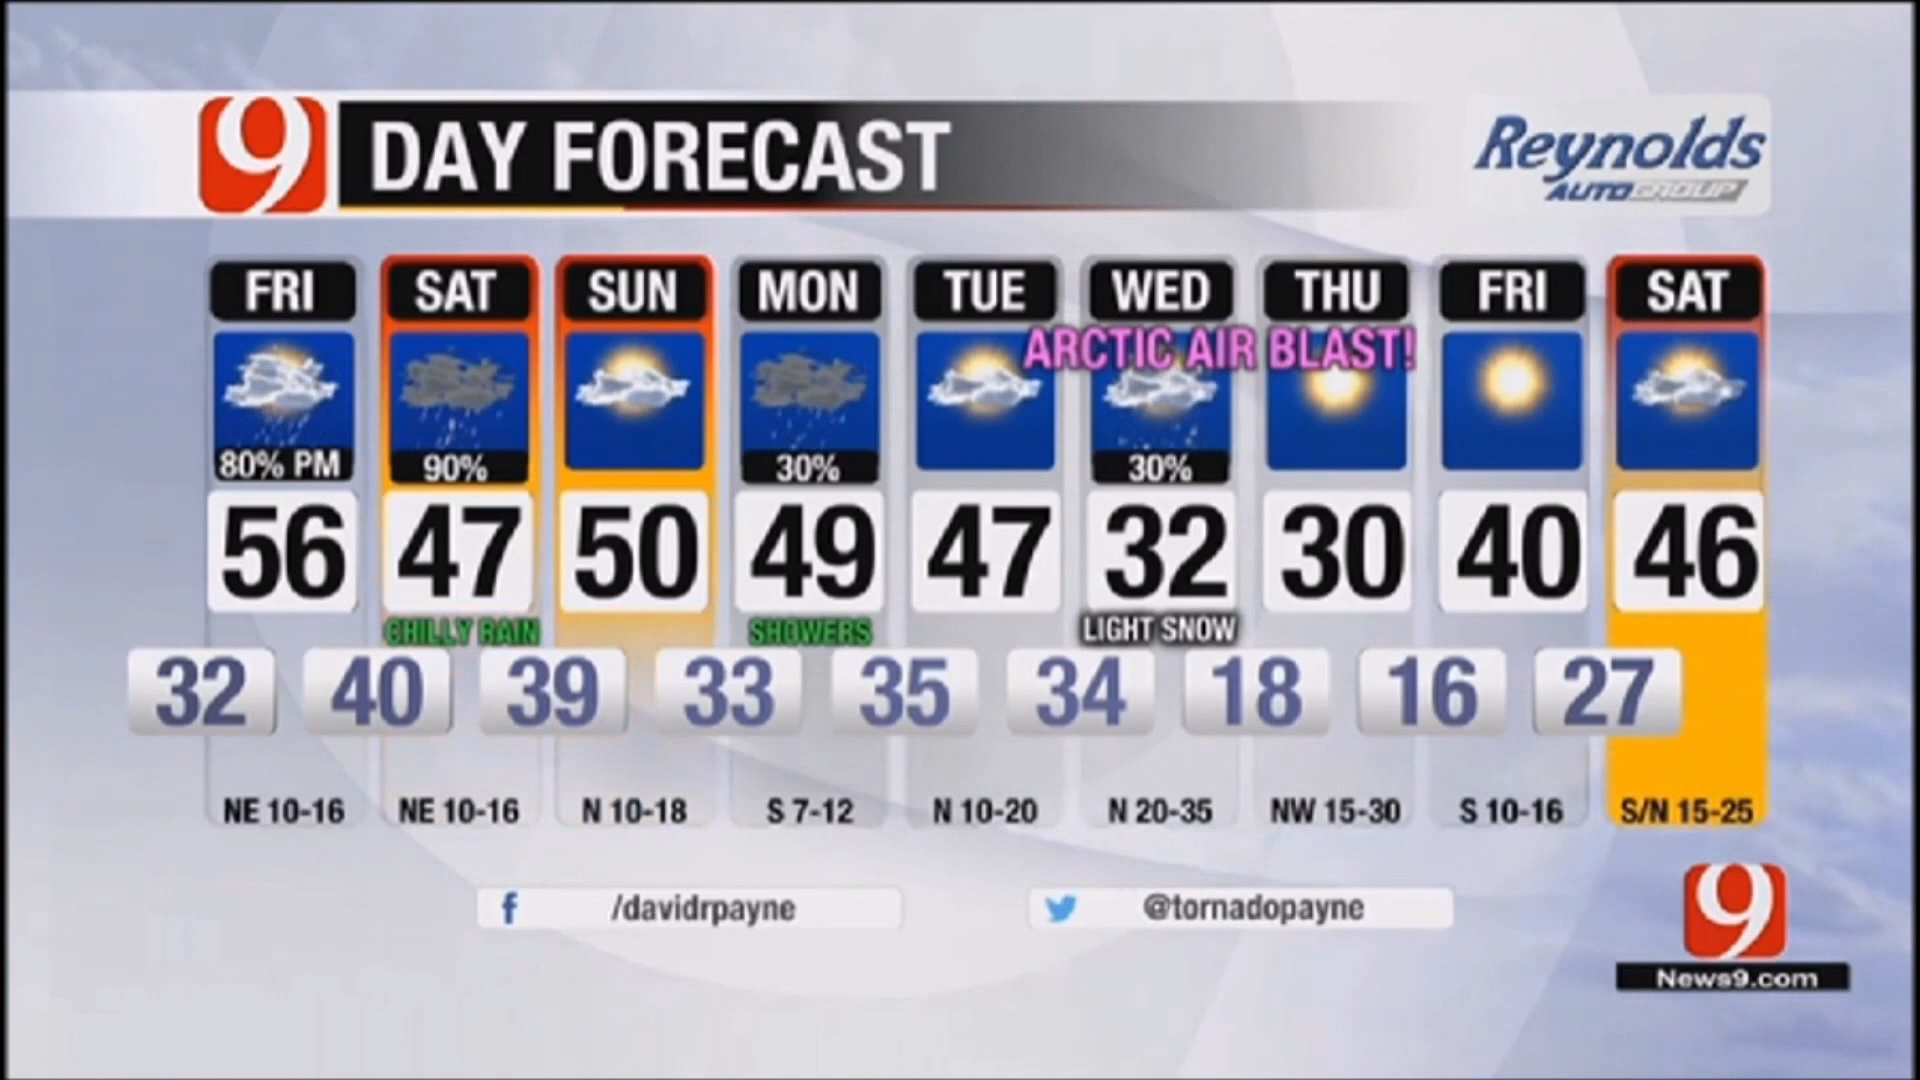 9 DAY FORECAST
Reynolds
AUTO GROUP
FRI SAT SUN MON TUE WED THU FRI SAT
ARCTIC AIR BLAST!
80% PM 90% 30% 30%
56 47 50 49 47 32 30 40 46
CHILLY RAIN SHOWERS LIGHT SNOW
32 40 39 33 35 34 18 16 27
NE 10-16 NE 10-16 N 10-18 S 7-12 N 10-20 N 20-35 NW 15-30 S 10-16 S/N 15-25
f /davidrpayne @tornadopayne
9
News9.com